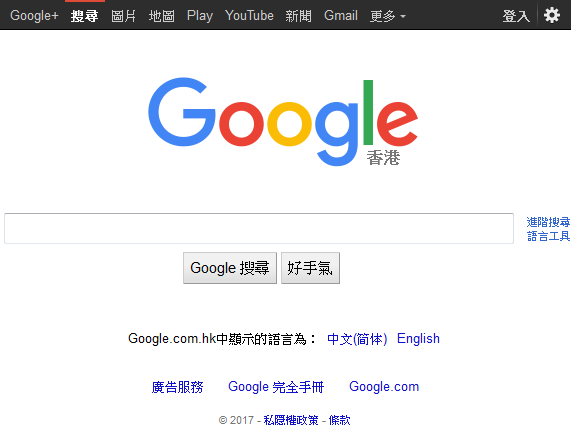 Google+ 搜尋 圖片 地圖 Play YouTube 新聞 Gmail 更多 登入
Google
香港
進階搜尋
語言工具
Google 搜尋 好手氣
Google.com.hk中顯示的語言為： 中文(简体) English
廣告服務 Google 完全手冊 Google.com
© 2017 - 私隱權政策 - 條款